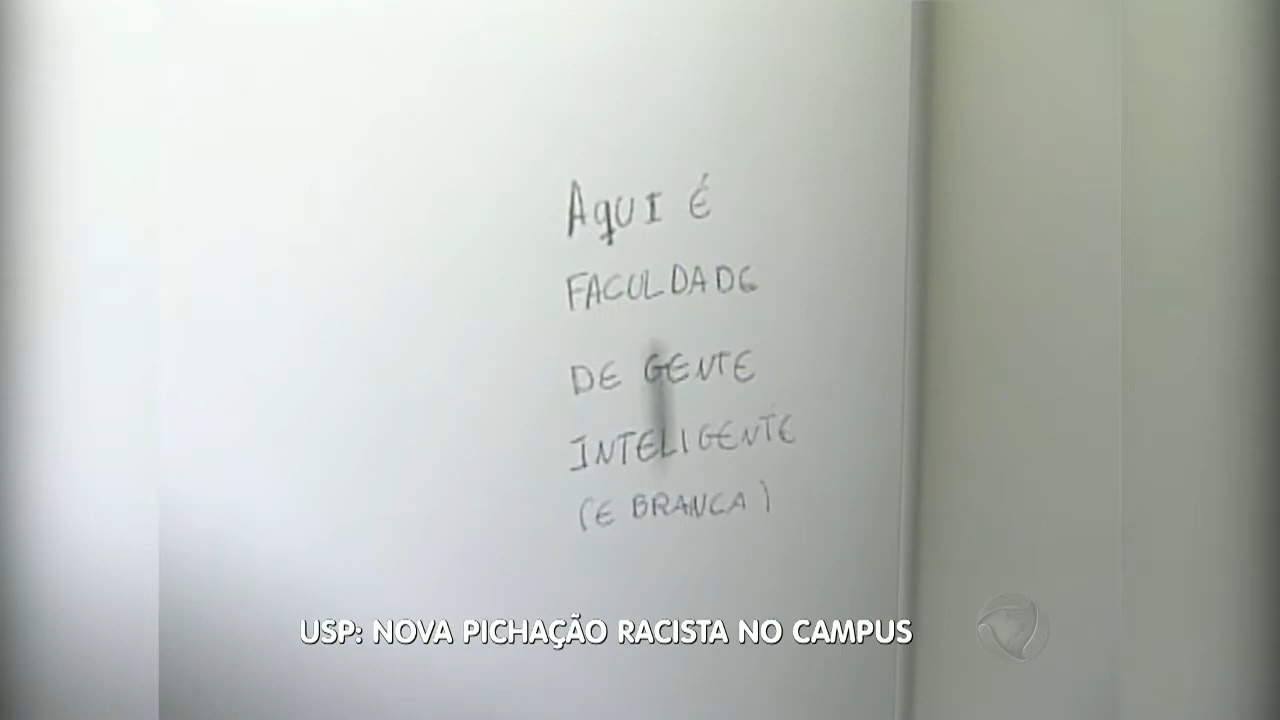 AquI É
FACULDADE
DE GENTE
INTELIGENTE
(E BRANCA)
USP: NOVA PICHAÇÃO RACISTA NO CAMPUS